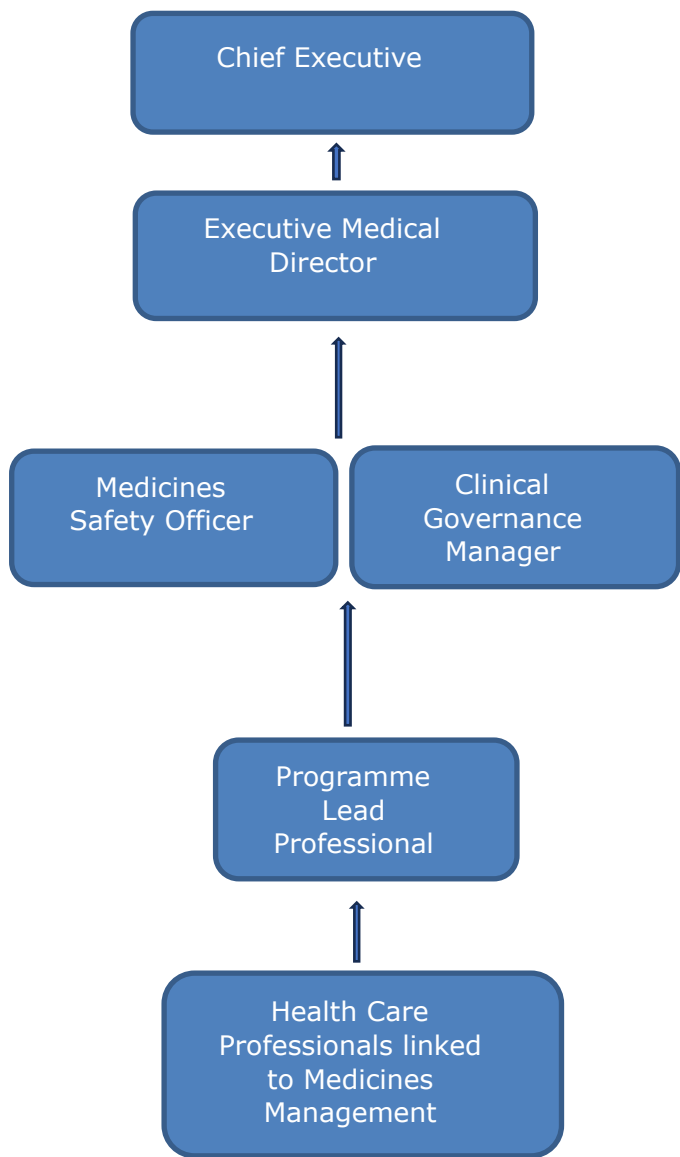 Chief Executive
Executive Medical
Director
Medicines
Safety Officer
Clinical
Governance
Manager
Programme
Lead
Professional
Health Care
Professionals linked
to Medicines
Management